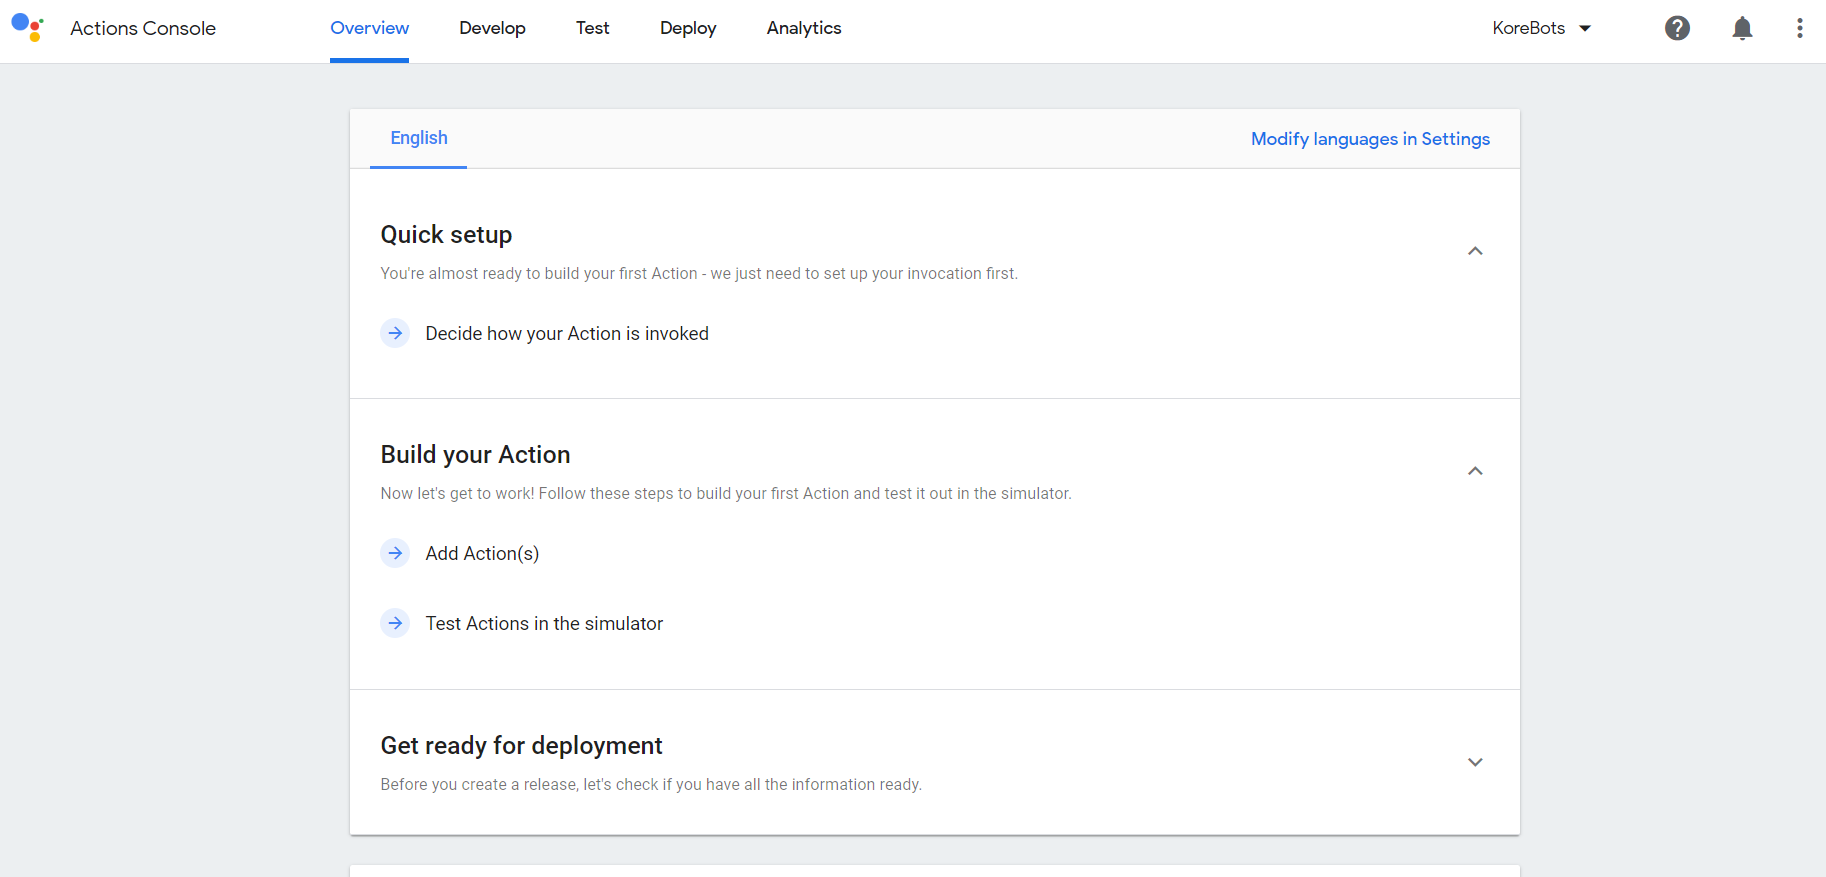 Actions Console
Overview
Develop
Test
Deploy
Analytics
KoreBots
English
Modify languages in Settings
Quick setup
You're almost ready to build your first Action - we just need to set up your invocation first.
Decide how your Action is invoked
Build your Action
Now let's get to work! Follow these steps to build your first Action and test it out in the simulator.
Add Action(s)
Test Actions in the simulator
Get ready for deployment
Before you create a release, let's check if you have all the information ready.